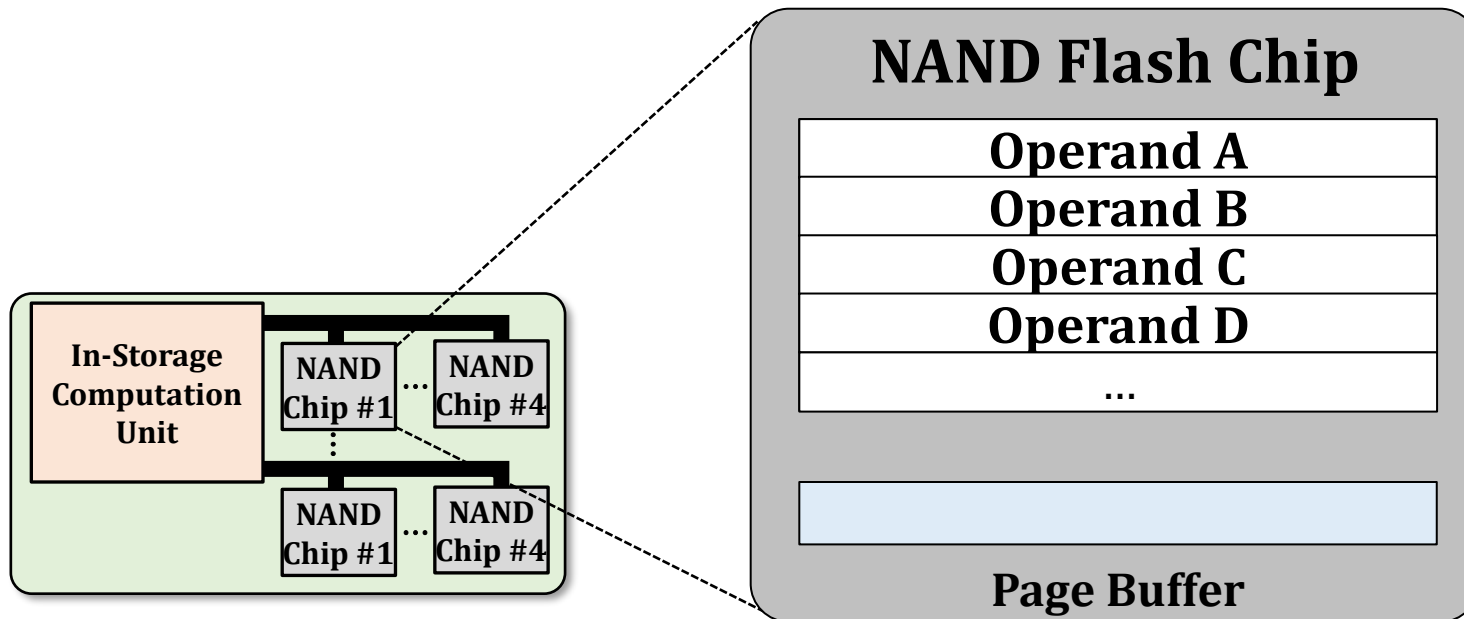 NAND Flash Chip
Operand A
Operand B
Operand C
Operand D
...
Page Buffer
In-Storage
Computation
Unit
NAND
Chip #1
...
NAND
Chip #4
...
NAND
Chip #1
...
NAND
Chip #4